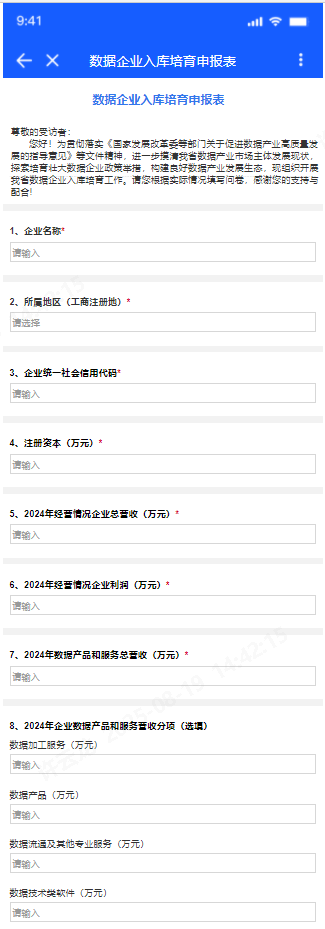 9:41
数据企业入库培育申报表
数据企业入库培育申报表
尊敬的受访者：
您好！为贯彻落实《国家发展改革委等部门关于促进数据产业高质量发
展的指导意见》等文件精神，进一步摸清我省数据产业市场主体发展现状，
探索培育壮大数据企业政策举措，构建良好数据产业发展生态，现组织开展
我省数据企业入库培育工作。请您根据实际情况填写问卷，感谢您的支持与
配合！
1、企业名称*
请输入
2、所属地区（工商注册地）*
请选择
3、企业统一社会信用代码*
请输入
4、注册资本（万元）*
请输入
5、2024年经营情况企业总营收（万元）*
请输入
6、2024年经营情况企业利润（万元）*
请输入
7、2024年数据产品和服务总营收（万元）*
请输入
8、2024年企业数据产品和服务营收分项（选填）
数据加工服务（万元）
请输入
数据产品（万元）
请输入
数据流通及其他专业服务（万元）
请输入
数据技术类软件（万元）
请输入